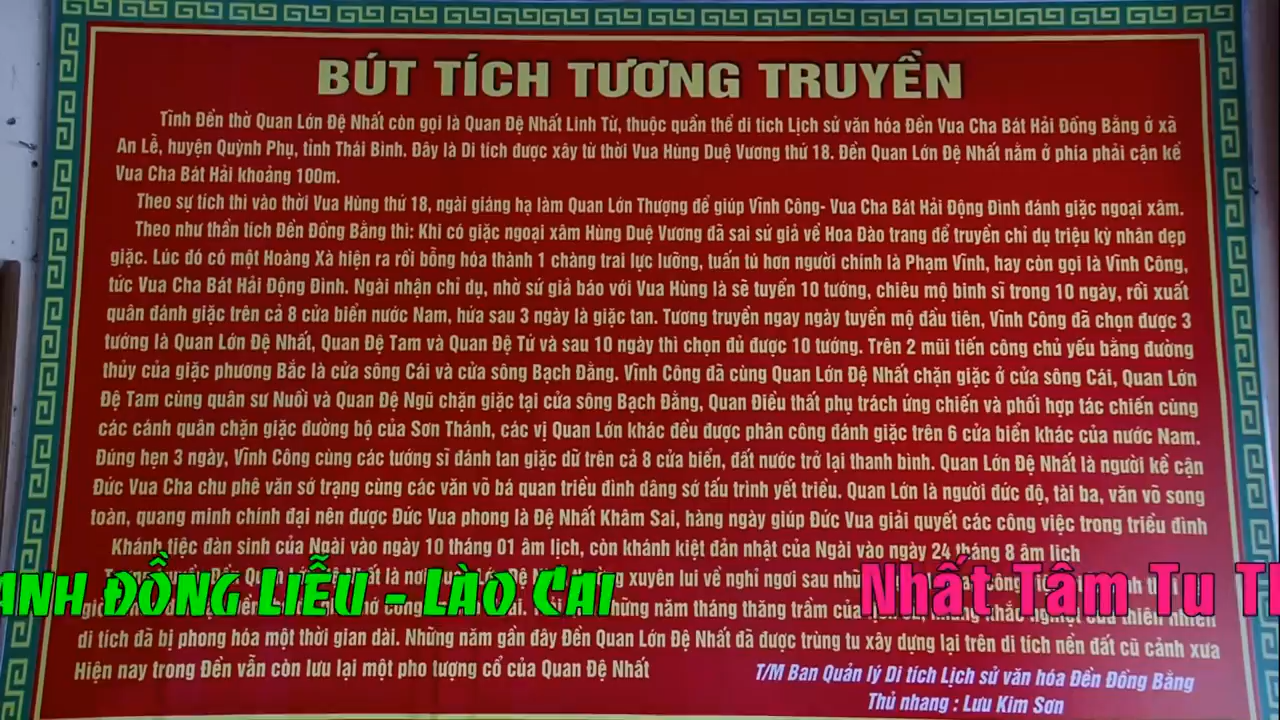 BÚT TÍCH TƯƠNG TRUYỀN
Tĩnh Đền thờ Quan Lớn Đệ Nhất còn gọi là Quan Đệ Nhất Linh Từ, thuộc quần thể di tích Lịch sử văn hóa Đền Vua Cha Bát Hải Đồng Bằng ở xã
An Lễ, huyện Quỳnh Phụ, tỉnh Thái Bình. Đây là Di tích được xây từ thời Vua Hùng Duệ Vương thứ 18. Đền Quan Lớn Đệ Nhất nằm ở phía phải cận kề
Vua Cha Bát Hải khoảng 100m.
Theo sự tích thì vào thời Vua Hùng thứ 18, ngài giáng hạ làm Quan Lớn Thượng để giúp Vĩnh Công- Vua Cha Bát Hải Động Đình đánh giặc ngoại xâm.
Theo như thần tích Đền Đồng Bằng thì: Khi có giặc ngoại xâm Hùng Duệ Vương đã sai sứ giả về Hoa Đào trang để truyền chỉ dụ triệu kỳ nhân dẹp
giặc. Lúc đó có một Hoàng Xà hiện ra rồi bỗng hóa thành 1 chàng trai lực lưỡng, tuấn tú hơn người chính là Phạm Vĩnh, hay còn gọi là Vĩnh Công,
tức Vua Cha Bát Hải Động Đình. Ngài nhận chỉ dụ, nhờ sứ giả báo với Vua Hùng là sẽ tuyển 10 tướng, chiêu mộ binh sĩ trong 10 ngày, rồi xuất
quân đánh giặc trên cả 8 cửa biển nước Nam, hứa sau 3 ngày là giặc tan. Tương truyền ngay ngày tuyển mộ đầu tiên, Vĩnh Công đã chọn được 3
tướng là Quan Lớn Đệ Nhất, Quan Đệ Tam và Quan Đệ Tứ và sau 10 ngày thì chọn đủ được 10 tướng. Trên 2 mũi tiến công chủ yếu bằng đường
thủy của giặc phương Bắc là cửa sông Cái và cửa sông Bạch Đằng. Vĩnh Công đã cùng Quan Lớn Đệ Nhất chặn giặc ở cửa sông Cái, Quan Lớn
Đệ Tam cùng quân sư Nuồi và Quan Đệ Ngũ chặn giặc tại cửa sông Bạch Đằng, Quan Điều thất phụ trách ứng chiến và phối hợp tác chiến cùng
các cánh quân chặn giặc đường bộ của Sơn Thánh, các vị Quan Lớn khác đều được phân công đánh giặc trên 6 cửa biển khác của nước Nam.
Đúng hẹn 3 ngày, Vĩnh Công cùng các tướng sĩ đánh tan giặc dữ trên cả 8 cửa biển, đất nước trở lại thanh bình. Quan Lớn Đệ Nhất là người kề cận
Đức Vua Cha chu phê văn sớ trạng cùng các văn võ bá quan triều đình dâng sớ tấu trình yết triều. Quan Lớn là người đức độ, tài ba, văn võ song
toàn, quang minh chính đại nên được Đức Vua phong là Đệ Nhất Khâm Sai, hàng ngày giúp Đức Vua giải quyết các công việc trong triều đình
Khánh tiệc đàn sinh của Ngài vào ngày 10 tháng 01 âm lịch, còn khánh kiệt đản nhật của Ngài vào ngày 24 tháng 8 âm lịch
Đền Nhất là xuyên lui về nghỉ ngơi sau
những năm tháng thăng trầm của thiên nhiên
di tích đã bị phong hóa một thời gian dài. Những năm gần đây Đền Quan Lớn Đệ Nhất đã được trùng tu xây dựng lại trên di tích nền đất cũ cảnh xưa
Hiện nay trong Đền vẫn còn lưu lại một pho tượng cổ của Quan Đệ Nhất
T/M Ban Quản lý Di tích Lịch sử văn hóa Đền Đồng Bằng
Thủ nhang : Lưu Kim Sơn
ANH ĐỒNG LIỄU - LÀO CAI
Nhất Tâm Tu